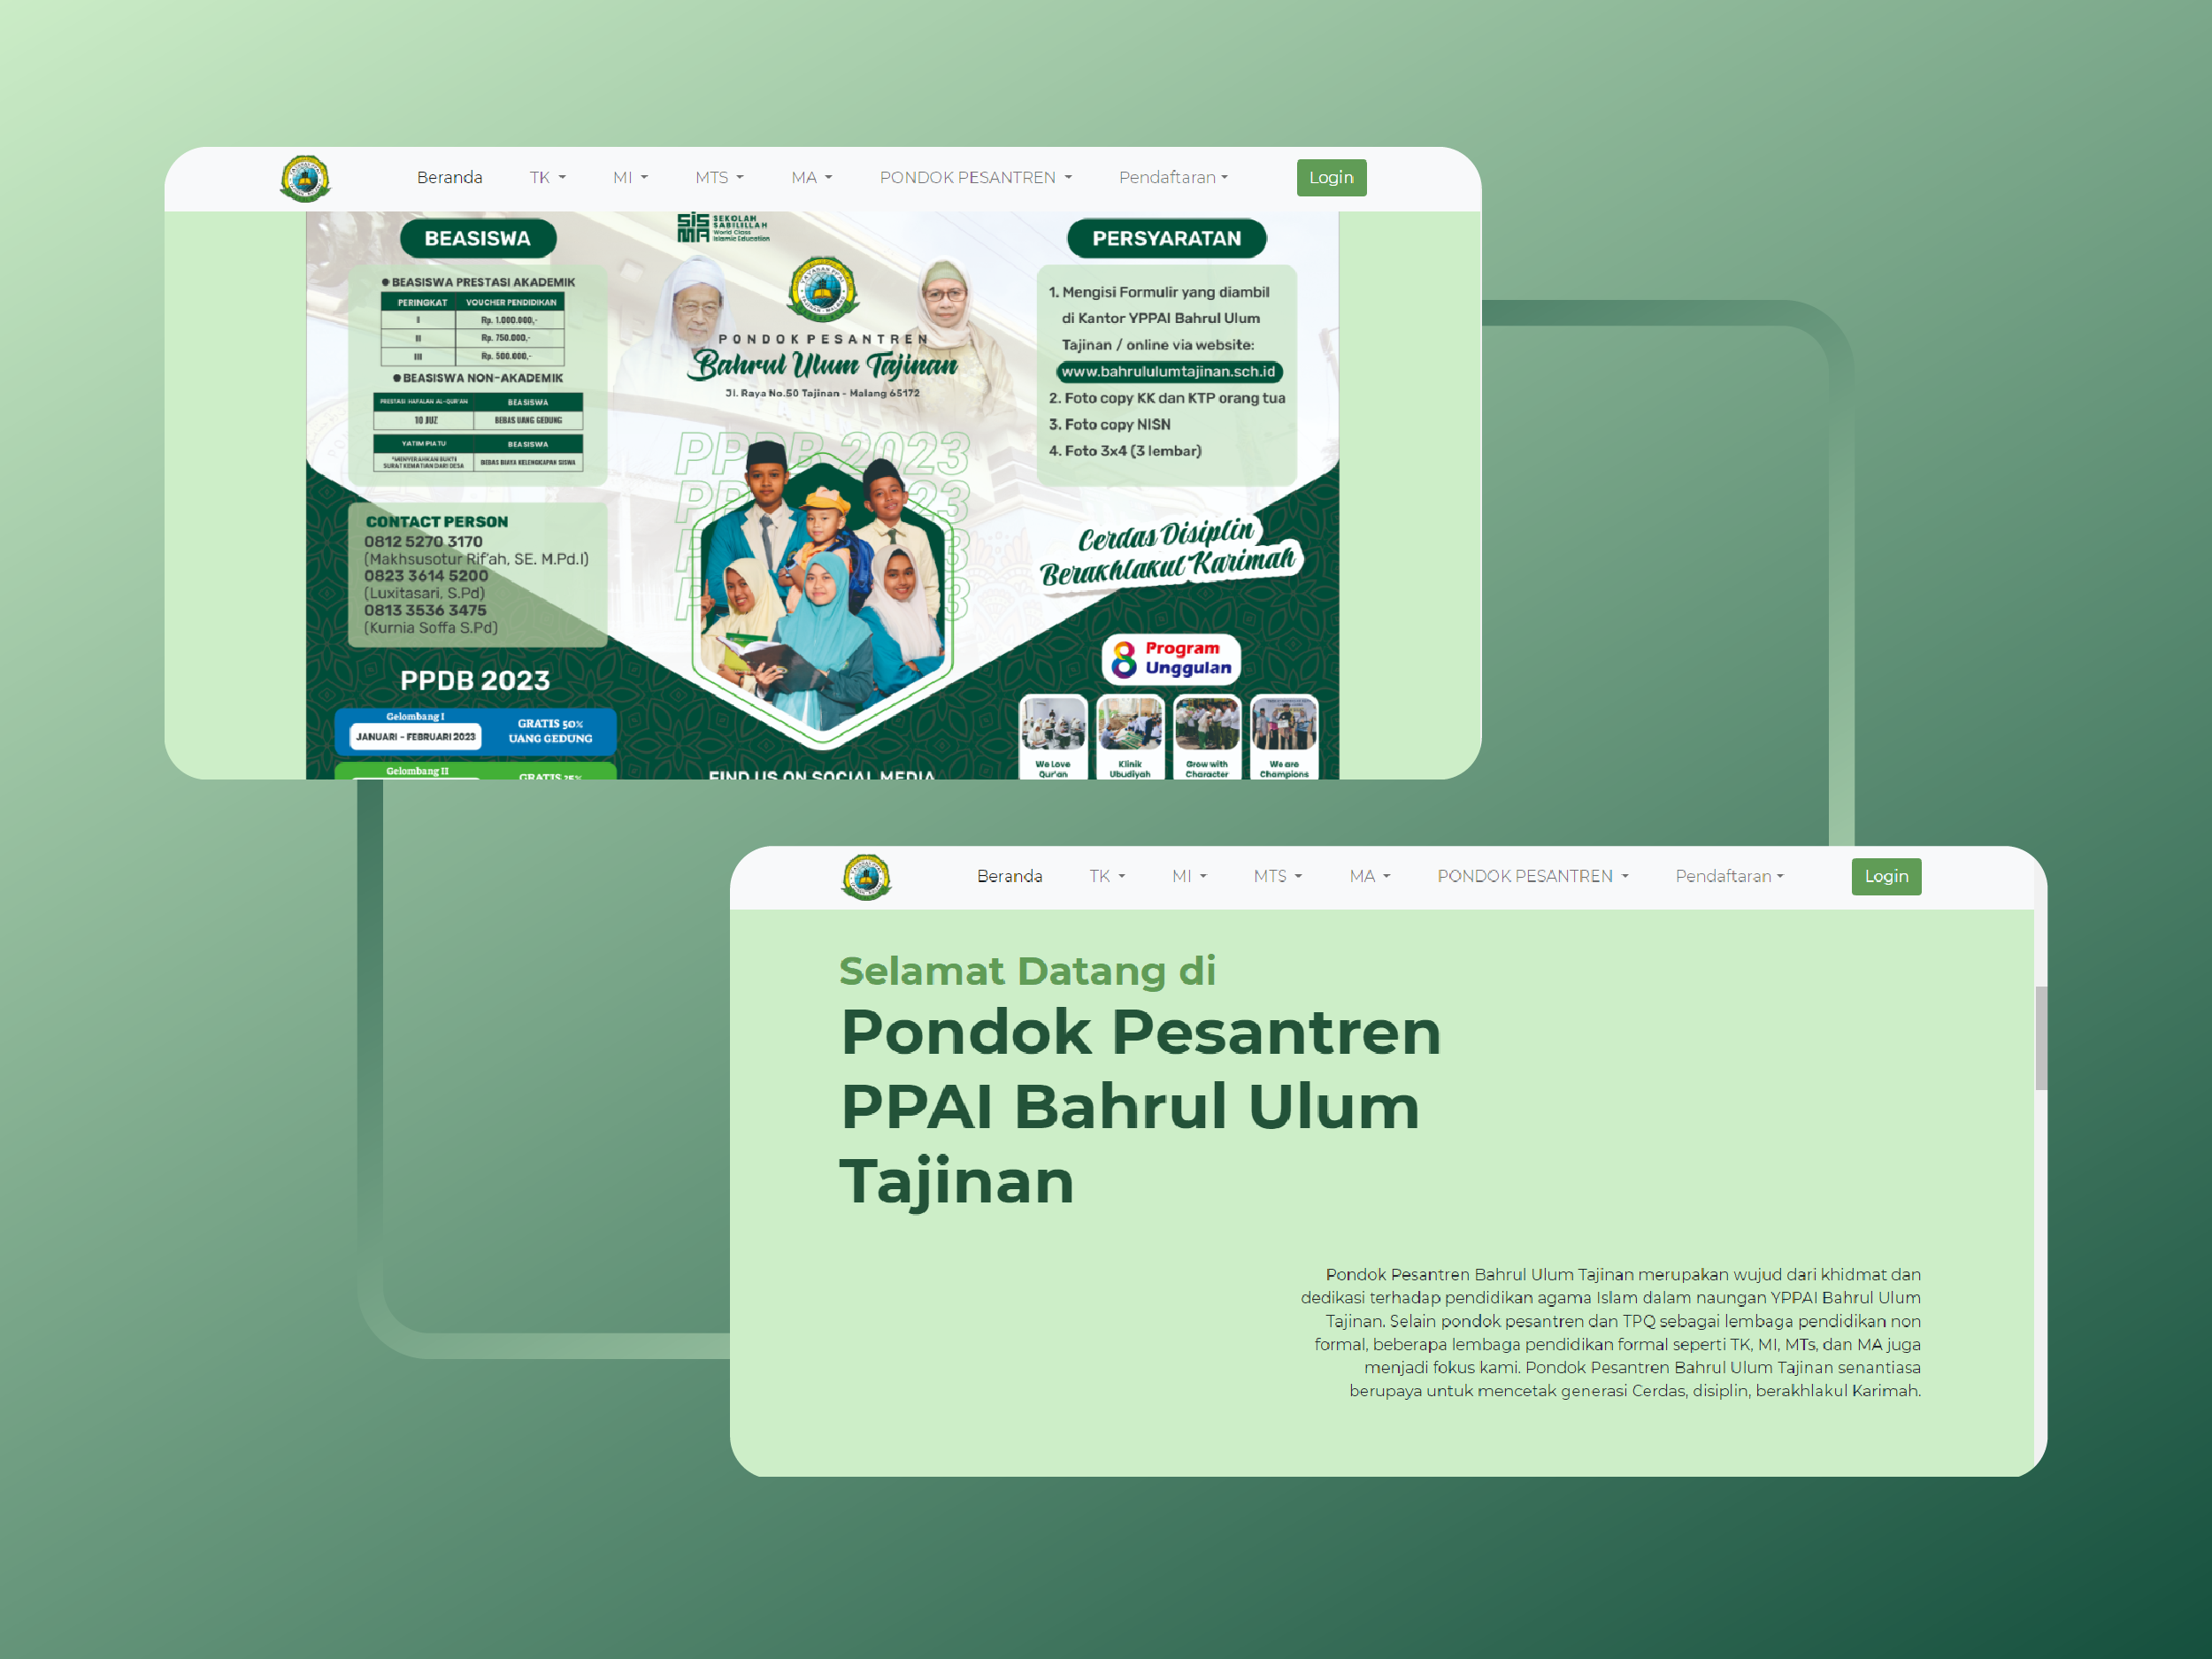 Beranda TK MI MTS MA PONDOK PESANTREN Pendaftaran Login
BEASISWA
BEASISWA PRESTASI AKADEMIK
PERINGKAT VOUCHER PENDIDIKAN
I Rp. 1.000.000,-
II Rp. 750.000,-
III Rp. 500.000,-
BEASISWA NON-AKADEMIK
PRESTASI HAFALAN AL-QUR'AN BEASISWA
10 JUZ BEBAS UANG GEDUNG
YATIM PIATU BEASISWA
*MENYERAHKAN BUKTI
SURAT KEMATIAN DARI DESA
BEBAS BIAYA KELENGKAPAN SISWA
CONTACT PERSON
0812 5270 3170
(Makhsusotur Rif'ah, SE. M.Pd.I)
0823 3614 5200
(Luxitasari, S.Pd)
0813 3536 3475
(Kurnia Soffa S.Pd)
PPDB 2023
Gelombang I
JANUARI - FEBRUARI 2023
GRATIS 50%
UANG GEDUNG
Gelombang II
GRATIS 25%
SISMA
SEKOLAH
SABILILLAH
World Class
Islamic Education
PONDOK PESANTREN
Bahrul Ulum Tajinan
Jl. Raya No.50 Tajinan - Malang 65172
PPDB 2023
FIND US ON SOCIAL MEDIA
PERSYARATAN
1. Mengisi Formulir yang diambil
di Kantor YPPAI Bahrul Ulum
Tajinan / online via website:
www.bahrululumtajinan.sch.id
2. Foto copy KK dan KTP orang tua
3. Foto copy NISN
4. Foto 3x4 (3 lembar)
Cerdas Disiplin
Berakhlakul Karimah
8 Program
Unggulan
We Love
Qur'an
Klinik
Ubudiyah
Grow with
Character
We are
Champions
Beranda TK MI MTS MA PONDOK PESANTREN Pendaftaran Login
Selamat Datang di
Pondok Pesantren
PPAI Bahrul Ulum
Tajinan
Pondok Pesantren Bahrul Ulum Tajinan merupakan wujud dari khidmat dan
dedikasi terhadap pendidikan agama Islam dalam naungan YPPAI Bahrul Ulum
Tajinan. Selain pondok pesantren dan TPQ sebagai lembaga pendidikan non
formal, beberapa lembaga pendidikan formal seperti TK, MI, MTs, dan MA juga
menjadi fokus kami. Pondok Pesantren Bahrul Ulum Tajinan senantiasa
berupaya untuk mencetak generasi Cerdas, disiplin, berakhlakul Karimah.